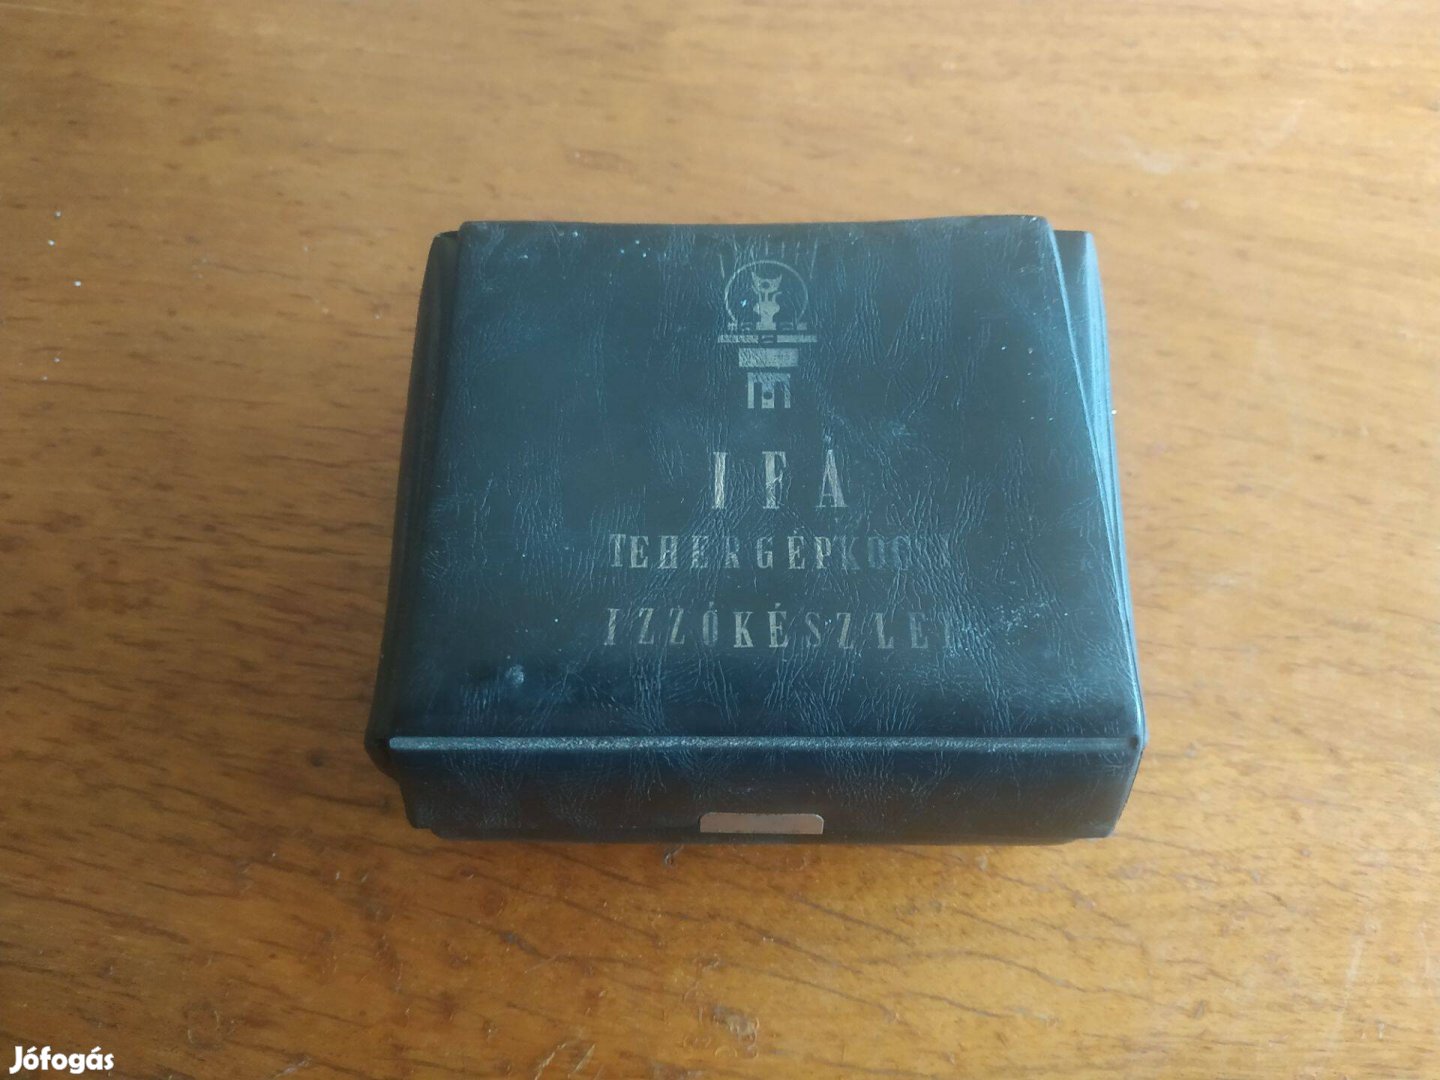 IFA
TEHERGÉPKOCSI
IZZÓKÉSZLET
Jófogás